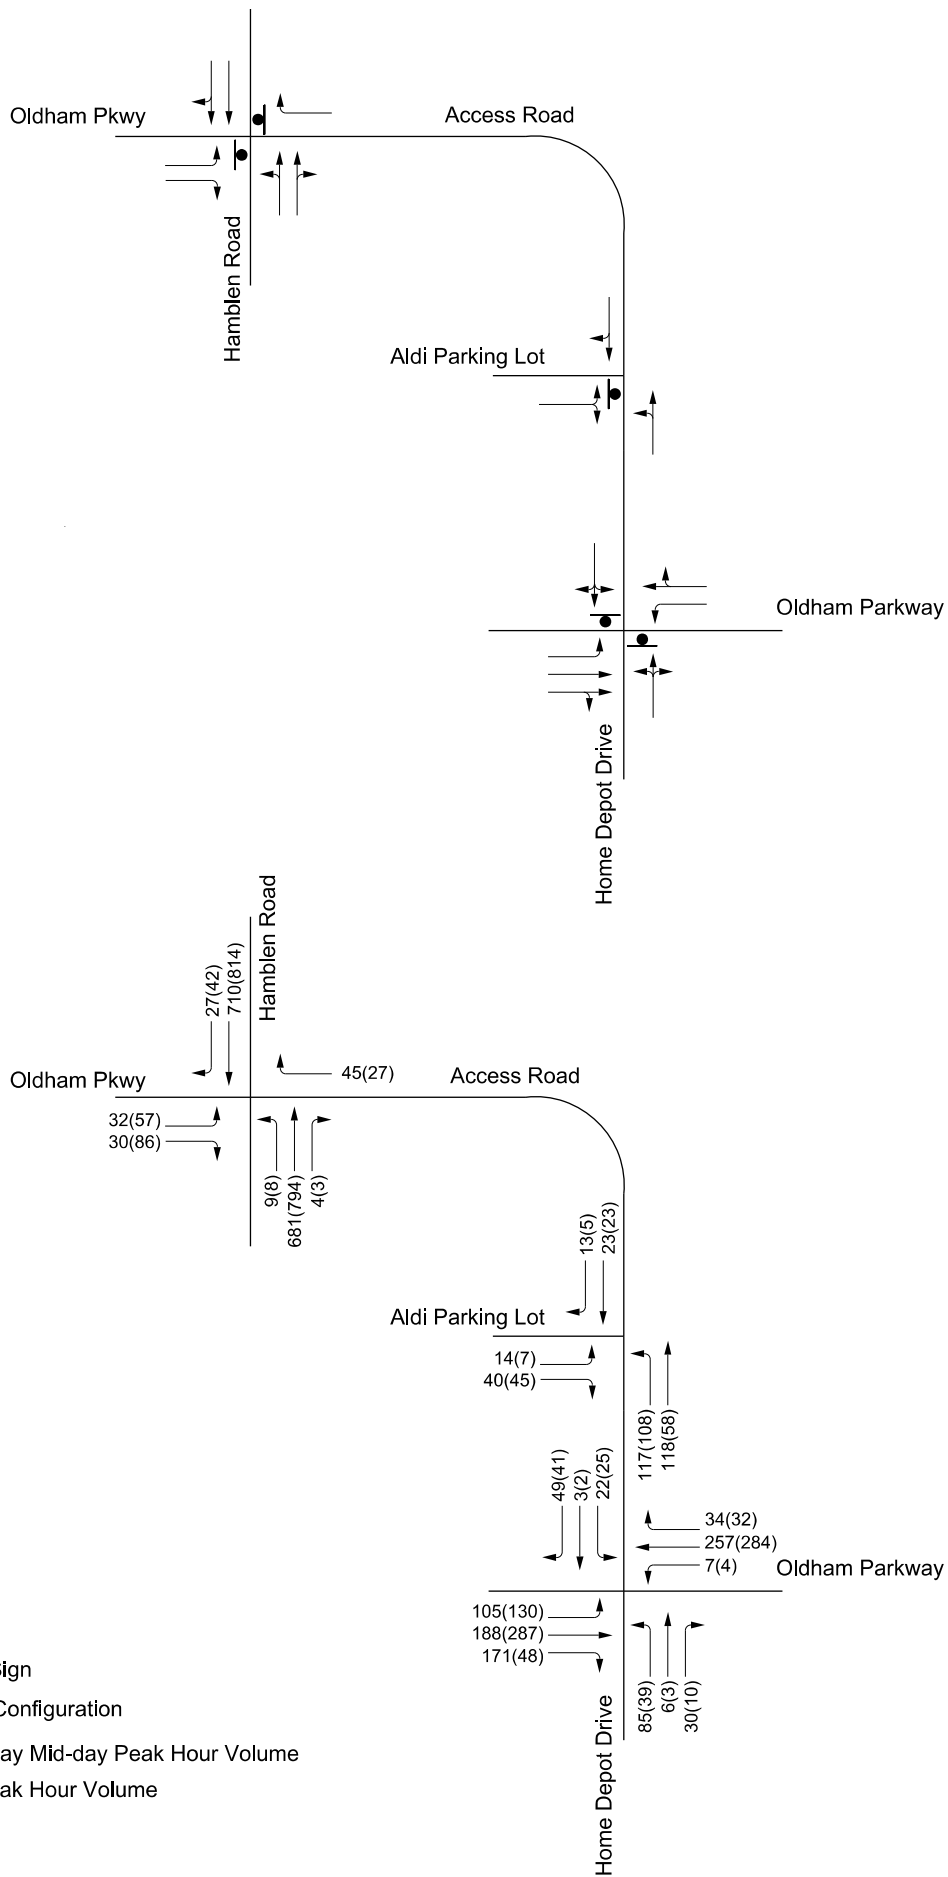 Oldham Pkwy
Access Road
Hamblen Road
Aldi Parking Lot
Oldham Parkway
Home Depot Drive
Hamblen Road
27(42)
710(814)
Oldham Pkwy
45(27)
Access Road
32(57)
30(86)
9(8)
681(794)
4(3)
13(5)
23(23)
Aldi Parking Lot
14(7)
40(45)
117(108)
118(58)
49(41)
3(2)
22(25)
34(32)
257(284)
7(4)
Oldham Parkway
105(130)
188(287)
171(48)
85(39)
6(3)
30(10)
Home Depot Drive
ign
Configuration
ay Mid-day Peak Hour Volume
ak Hour Volume